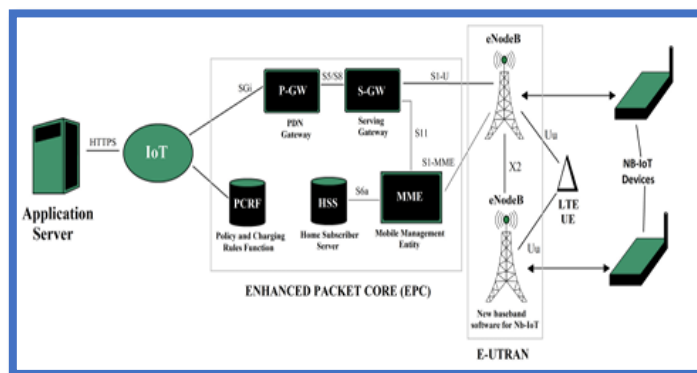 eNodeB
S5/S8
S1-U
SGi
P-GW
S-GW
PDN
Gateway
Serving
Gateway
HTTPS
IoT
S11
S1-MME
Uu
X2
NB-IoT
Devices
Application
Server
PCRF
HSS
S6a
MME
eNodeB
LTE
UE
Policy and Charging
Rules Function
Home Subscriber
Server
Mobile Management
Entity
Uu
ENHANCED PACKET CORE (EPC)
New baseband
software for Nb-IoT
E-UTRAN